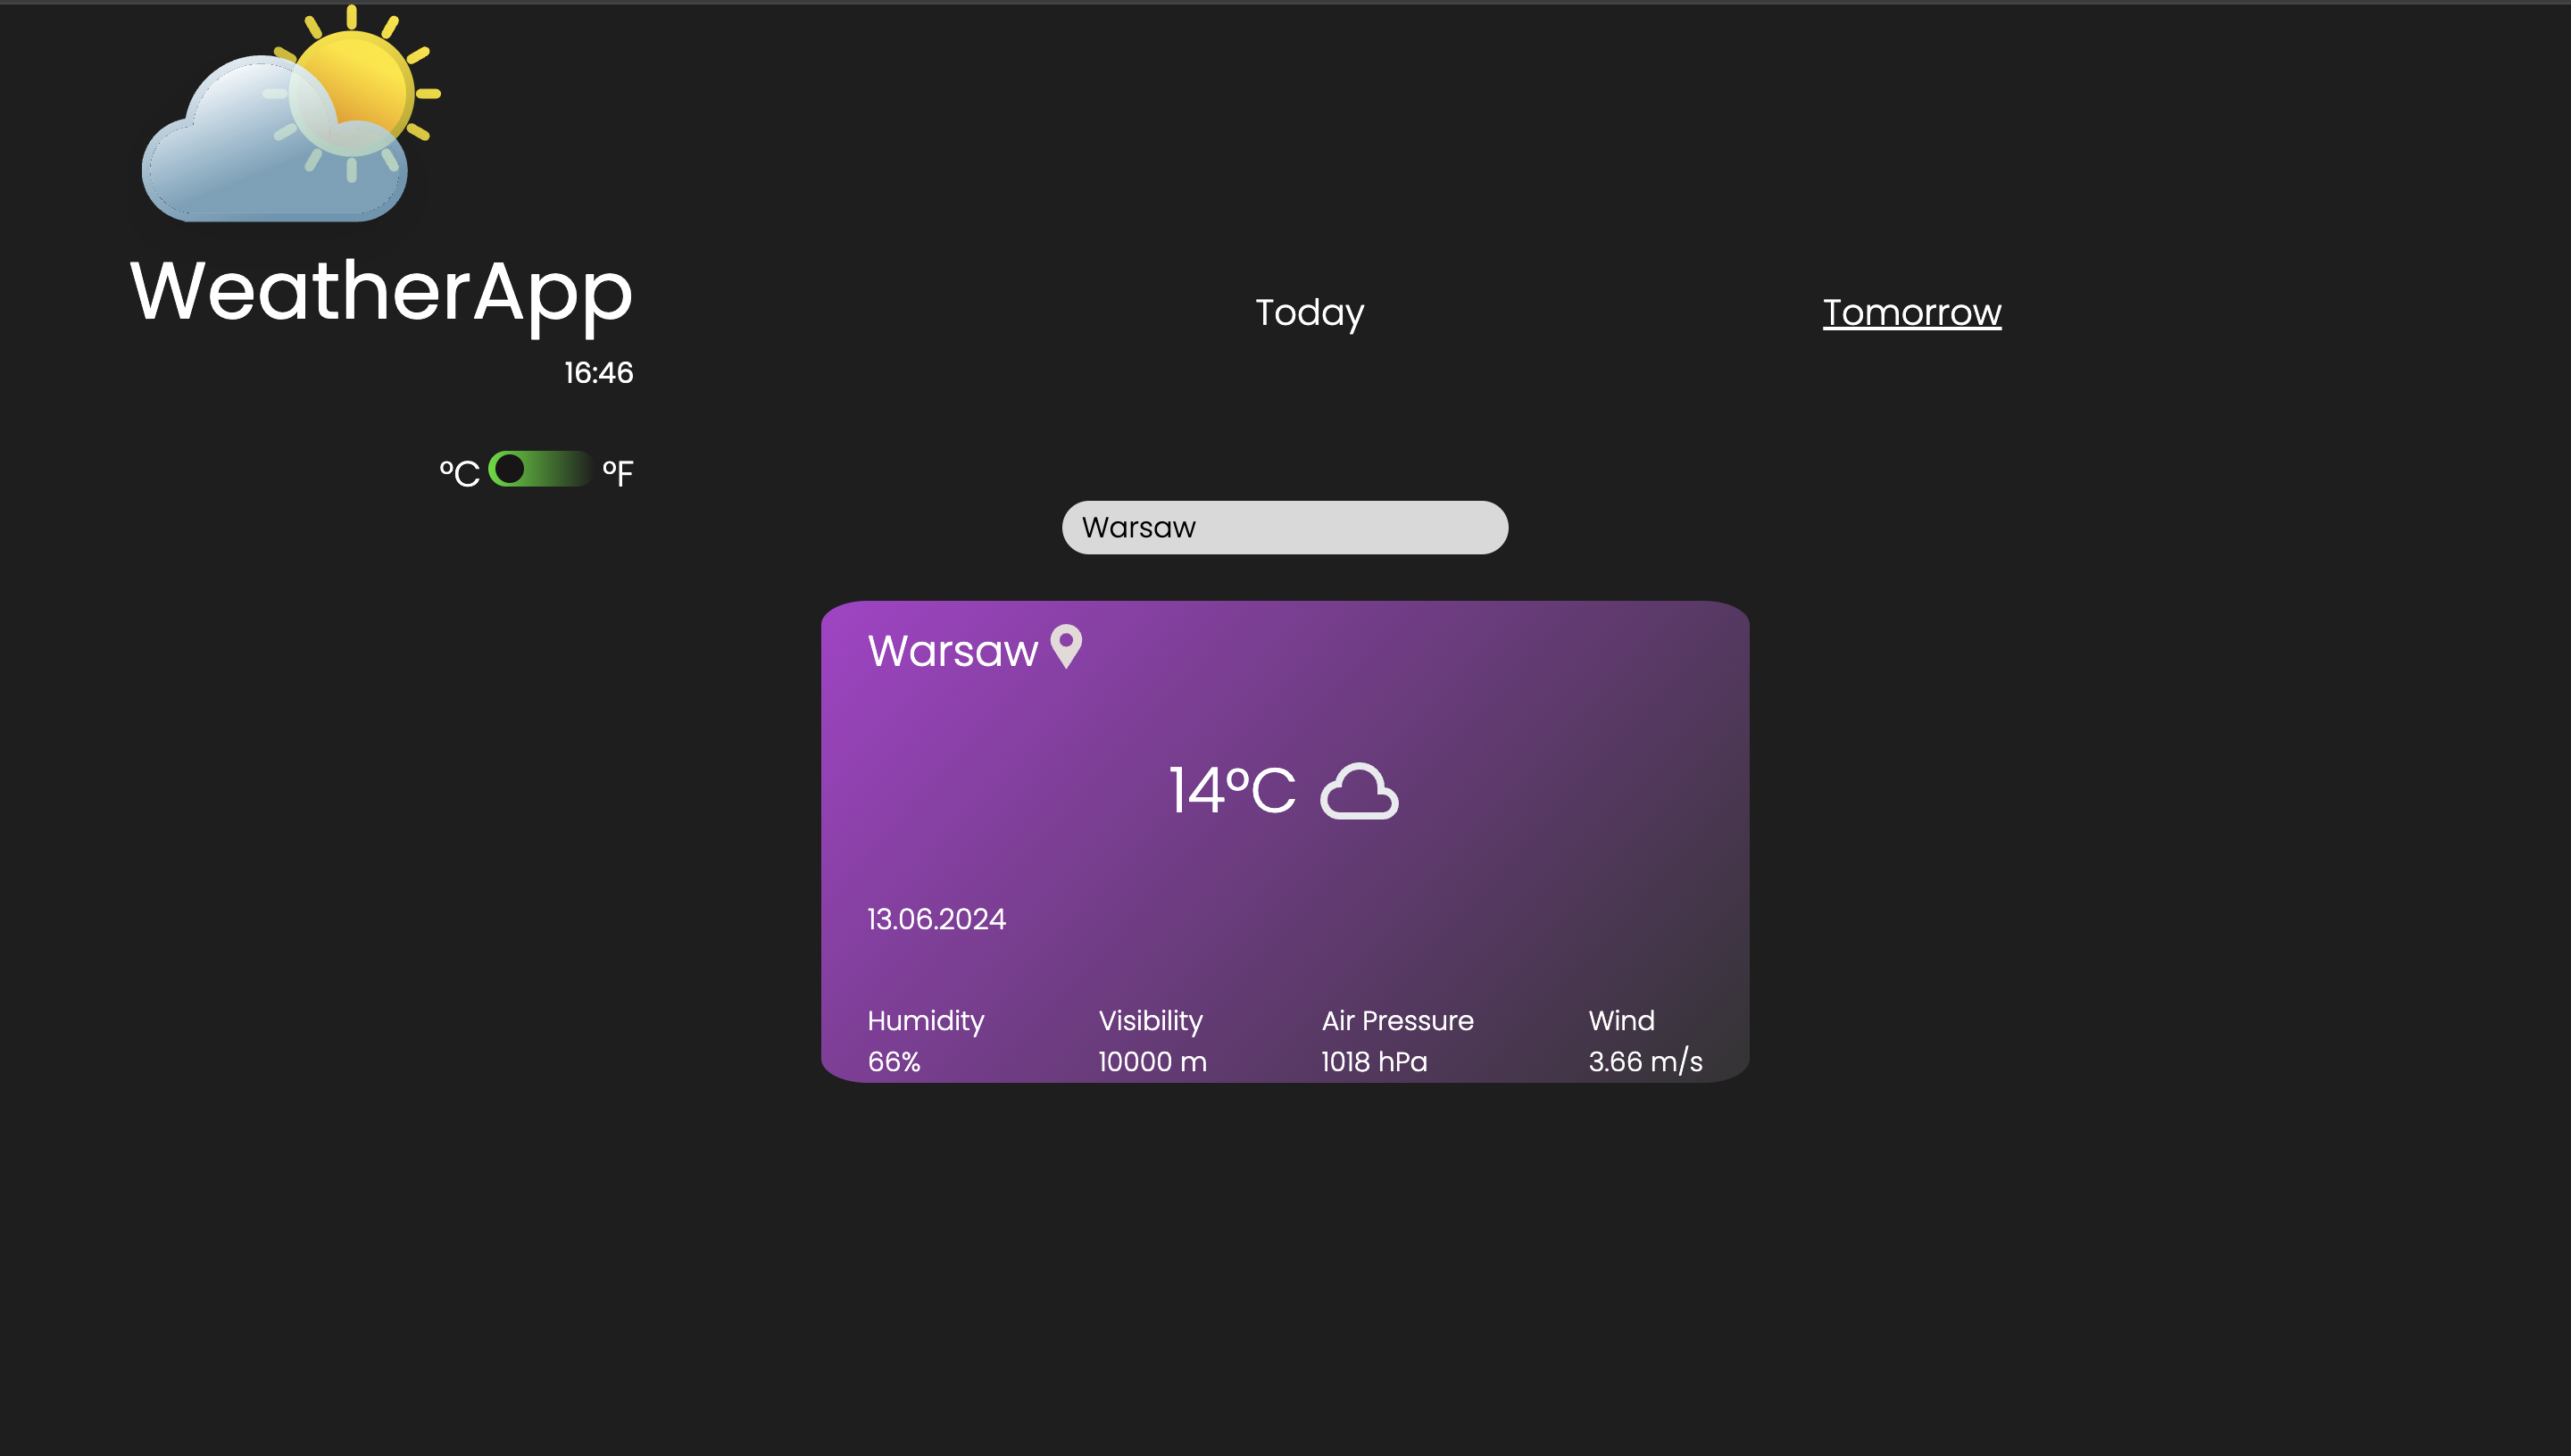 WeatherApp
Today
Tomorrow
16:46
°C
°F
Warsaw
Warsaw
14°C
13.06.2024
Humidity Visibility Air Pressure Wind
66% 10000 m 1018 hPa 3.66 m/s